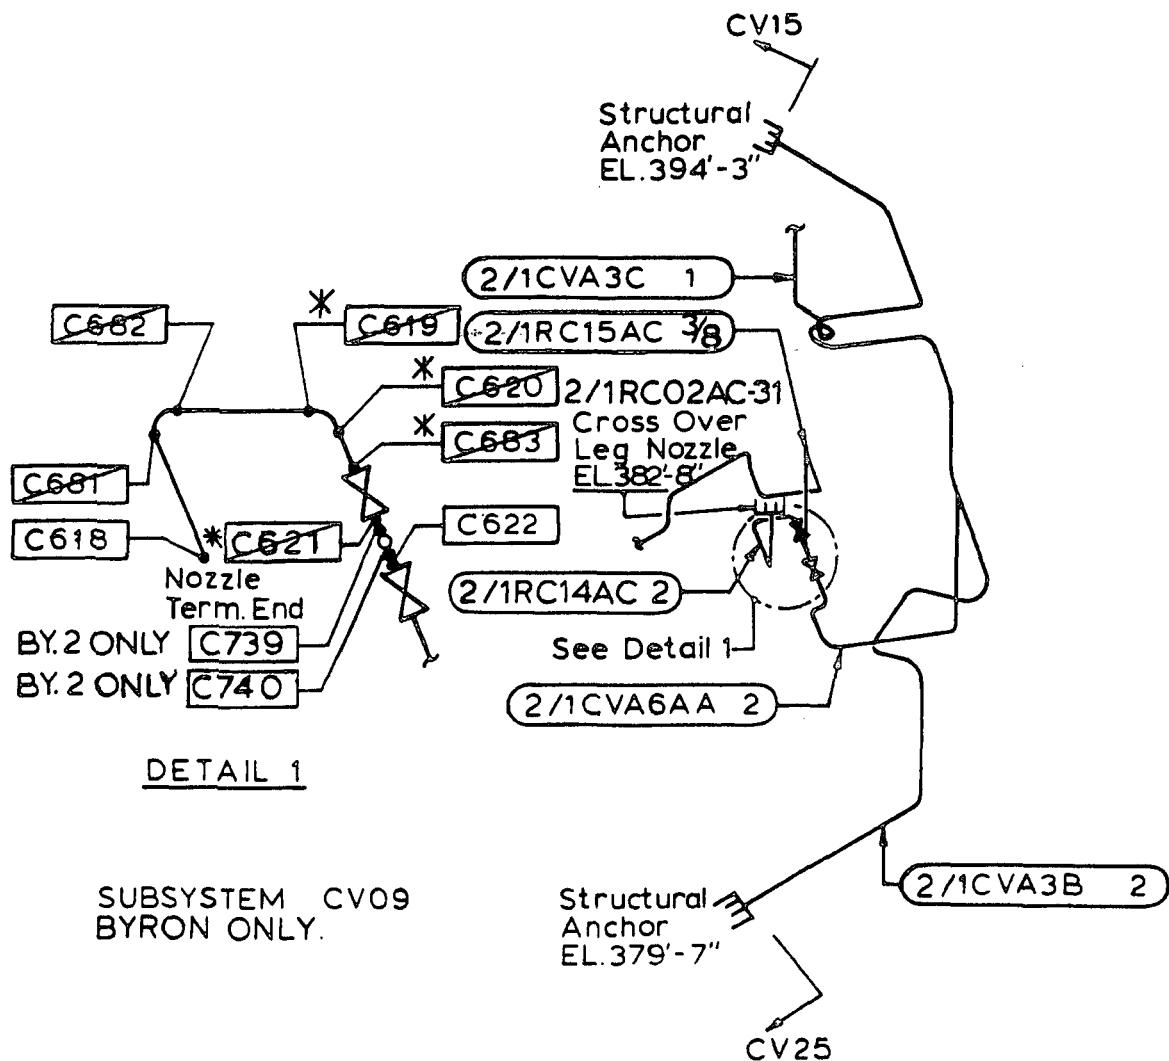 CV15
Structural
Anchor
EL.394'-3"
2/1CVA3C 1
2/1RC15AC 3/8
C682
* C619
* C620
2/1RC02AC-31
Cross Over
Leg Nozzle
EL.382'-8"
* C683
C681
C618
* C621
C622
Nozzle
Term. End
2/1RC14AC 2
BY.2 ONLY C739
See Detail 1
BY.2 ONLY C740
2/1CVA6AA 2
DETAIL 1
2/1CVA3B 2
SUBSYSTEM CV09
BYRON ONLY.
Structural
Anchor
EL.379'-7"
CV25